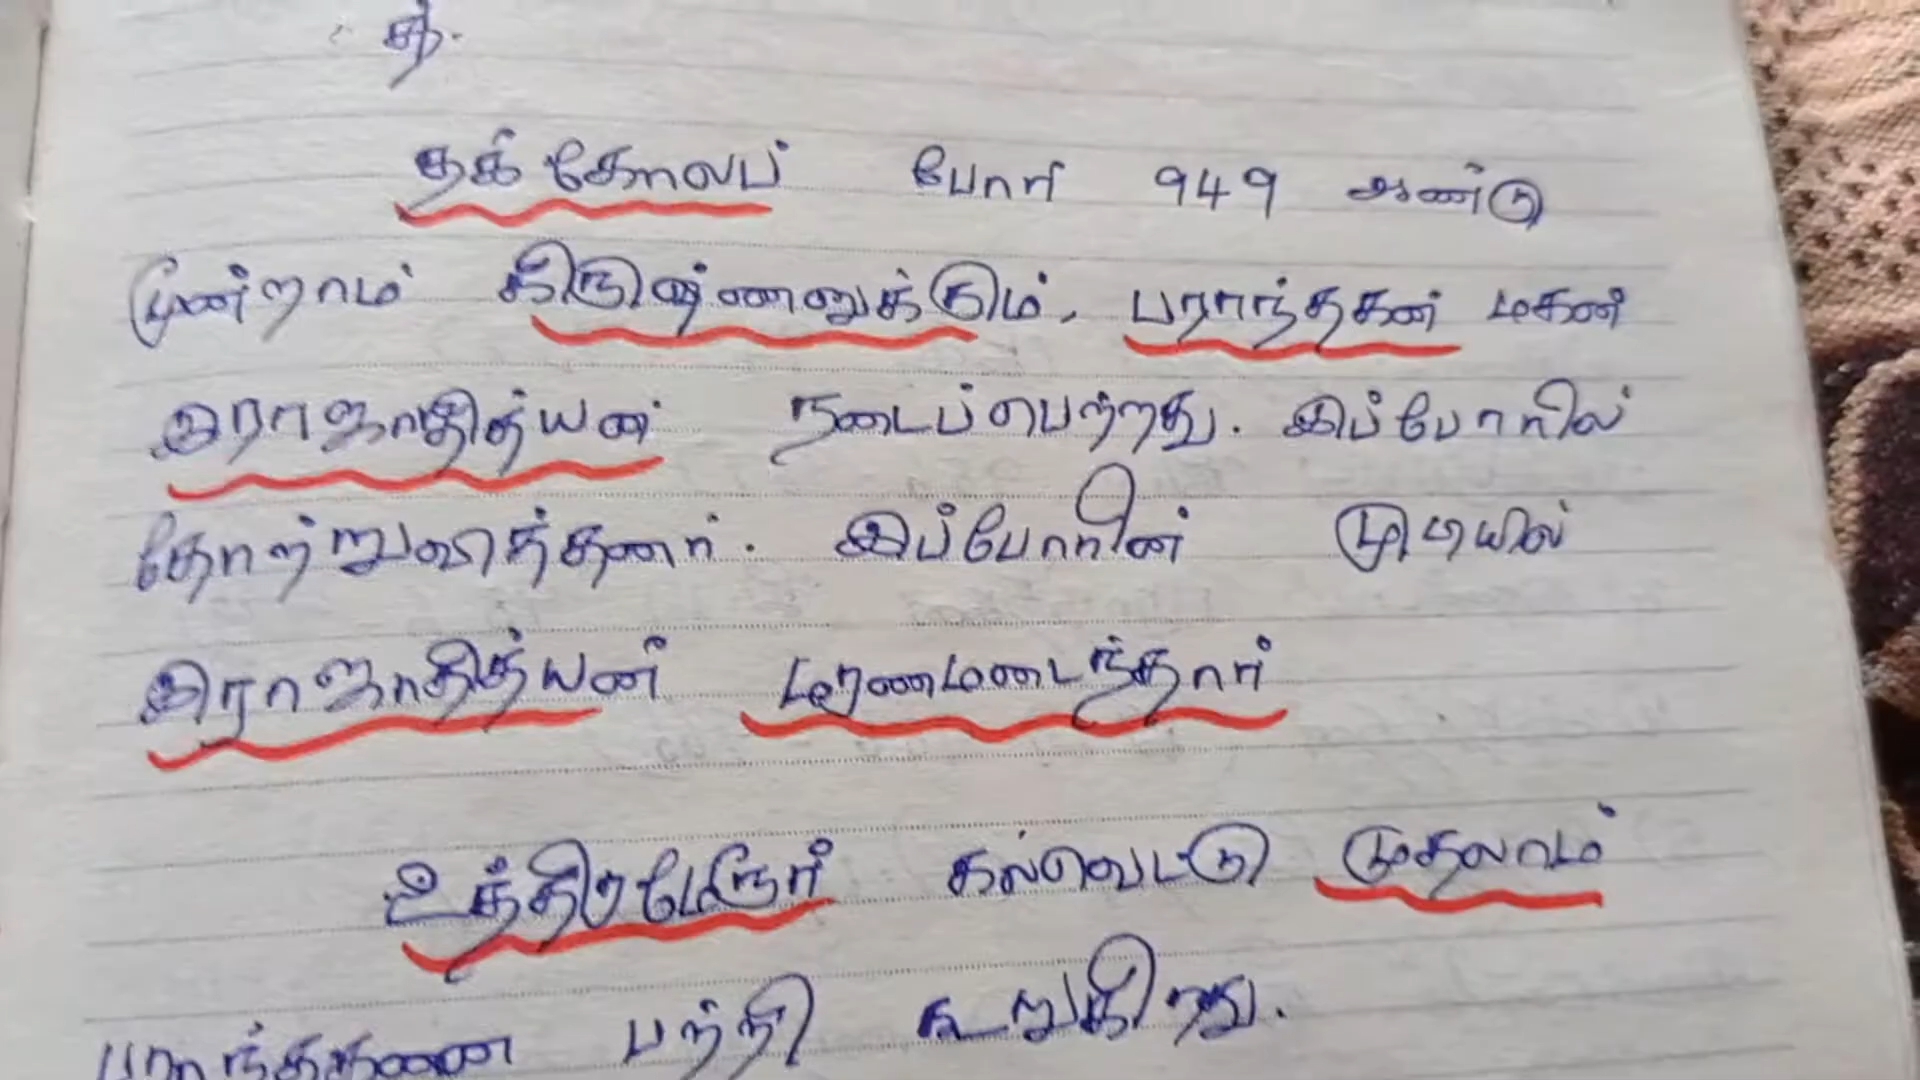 தக்கோலப் போர் 949 ஆண்டு
மூன்றாம் கிருஷ்ணனுக்கும், பராந்தகன் மகன்
இராஜாதித்யன் நடைப்பெற்றது. இப்போரில்
தோற்றுவித்தனர். இப்போரின் முடியில்
இராஜாதித்யன் மரணமடைந்தார்
உத்திரமேரூர் கல்வெட்டு முதலாம்
பராந்தகனை பற்றி கூறுகிறது.